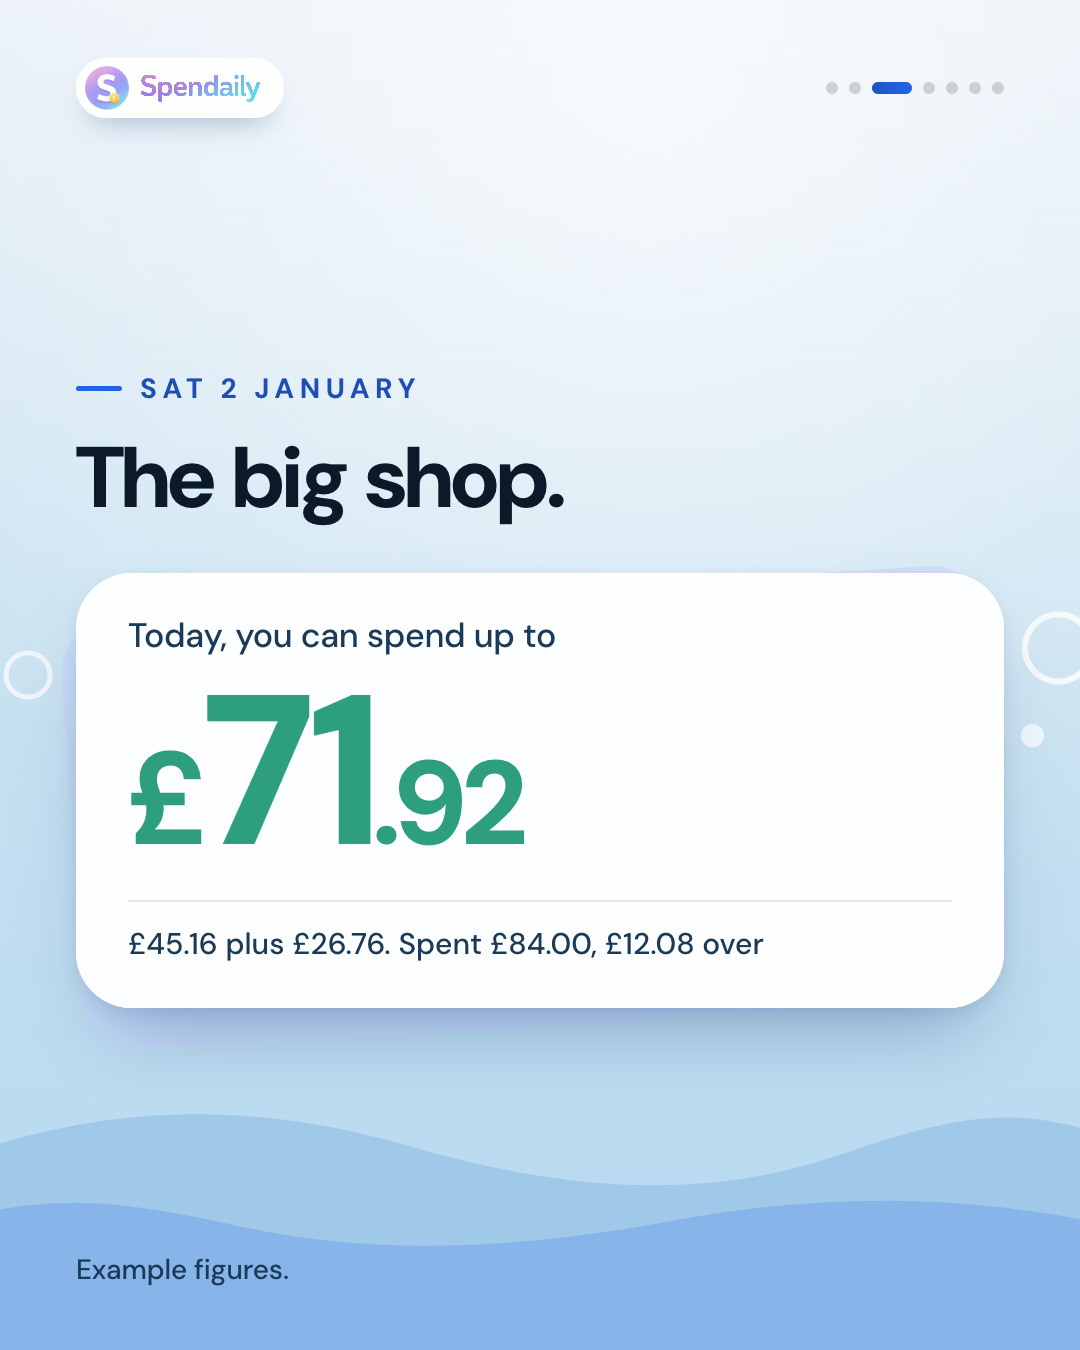 Spendaily
SAT 2 JANUARY
The big shop.
Today, you can spend up to
£71.92
£45.16 plus £26.76. Spent £84.00, £12.08 over
Example figures.